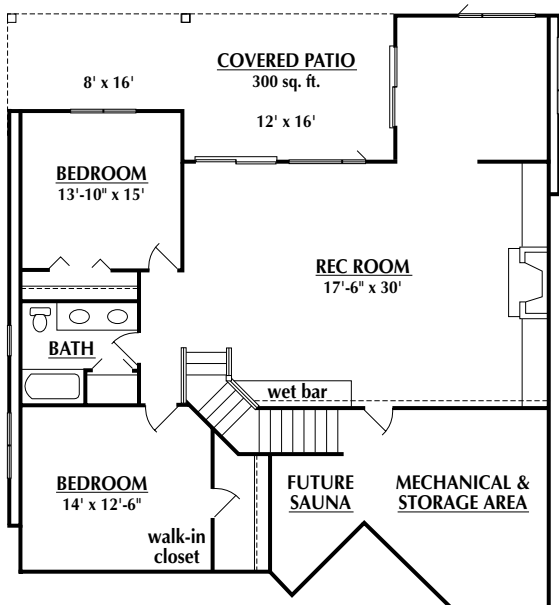 COVERED PATIO
300 sq. ft.
8' x 16'
12' x 16'
BEDROOM
13'-10" x 15'
REC ROOM
17'-6" x 30'
BATH
wet bar
BEDROOM
14' x 12'-6"
walk-in
closet
FUTURE
SAUNA
MECHANICAL &
STORAGE AREA